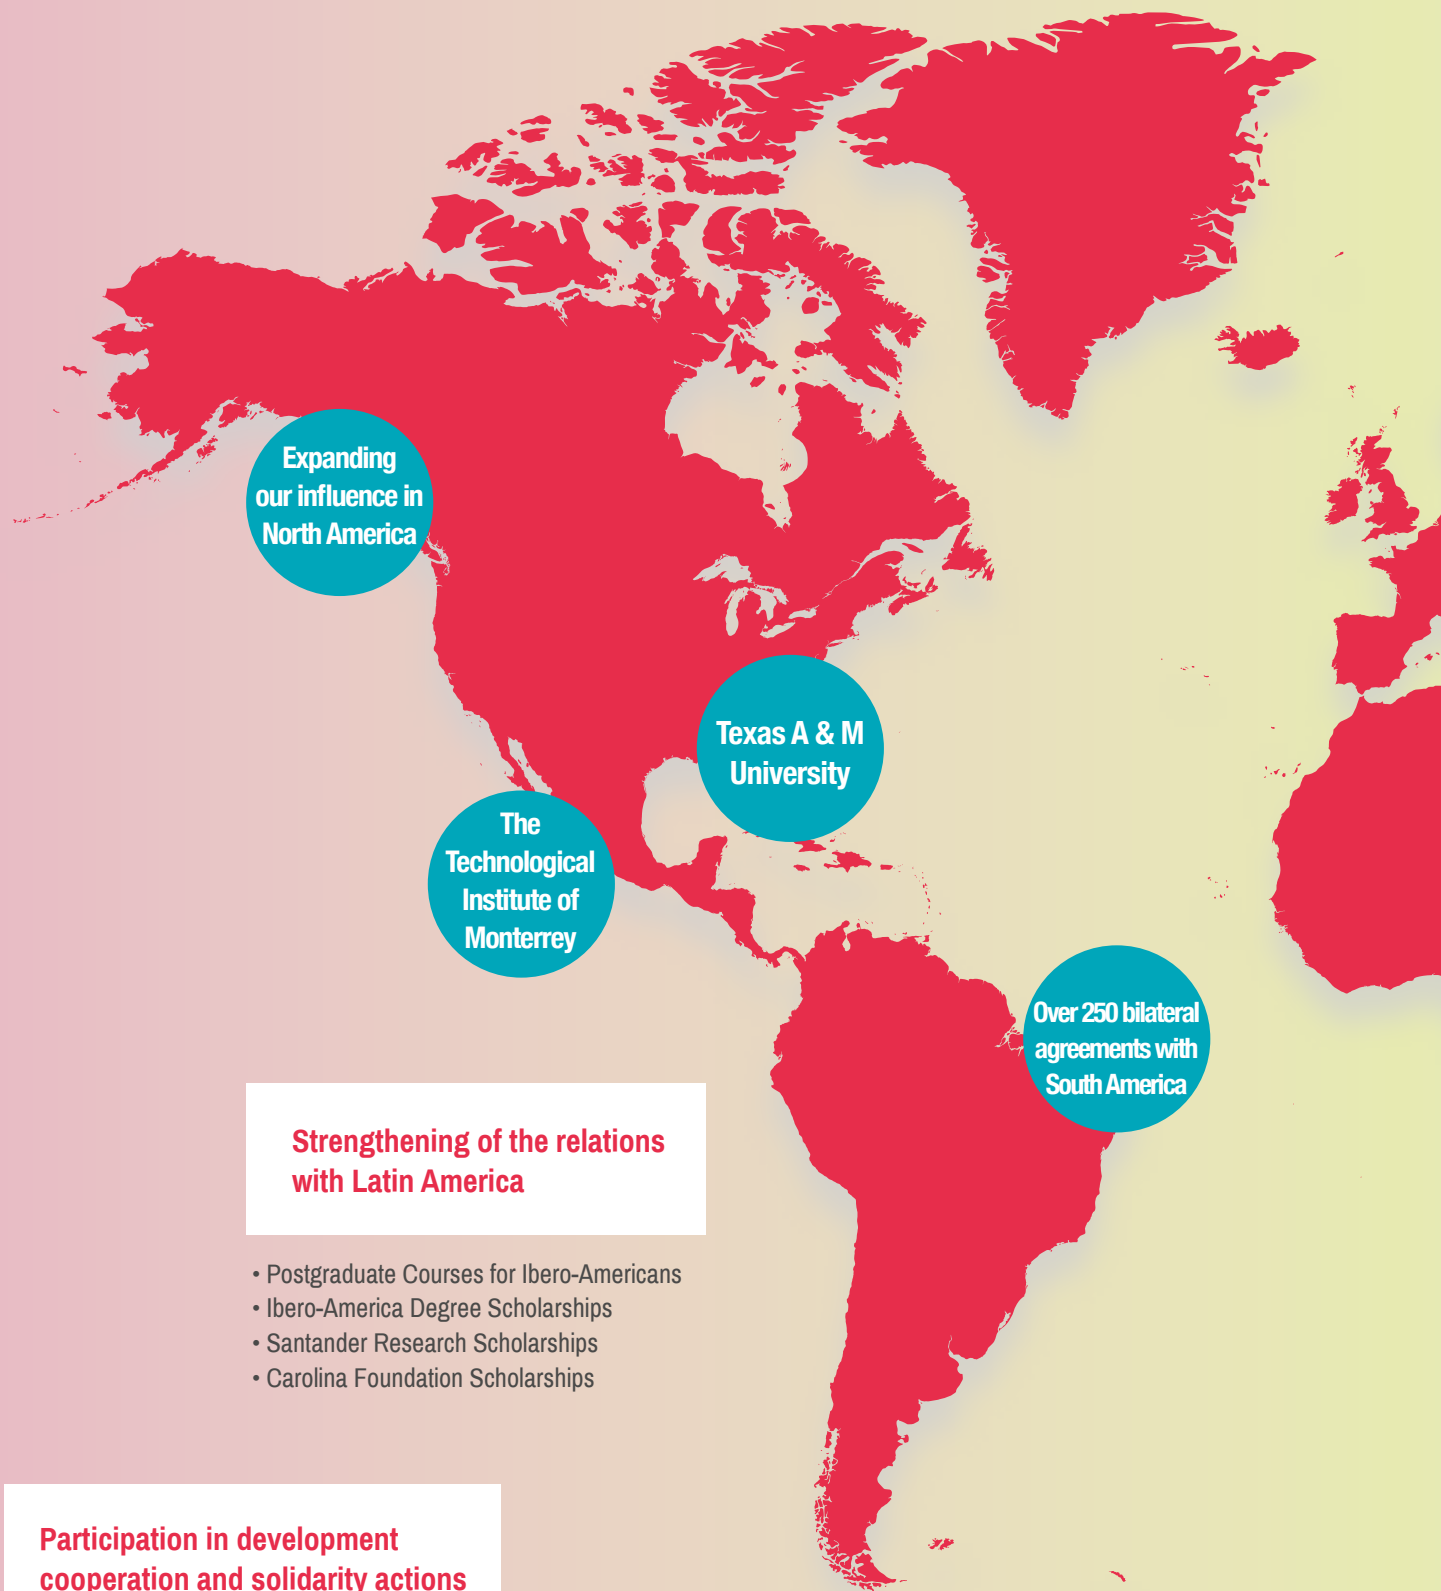 Expanding
our influence in
North America
Texas A & M
University
The
Technological
Institute of
Monterrey
Over 250 bilateral
agreements with
South America
Strengthening of the relations
with Latin America
• Postgraduate Courses for Ibero-Americans
• Ibero-America Degree Scholarships
• Santander Research Scholarships
• Carolina Foundation Scholarships
Participation in development
cooperation and solidarity actions